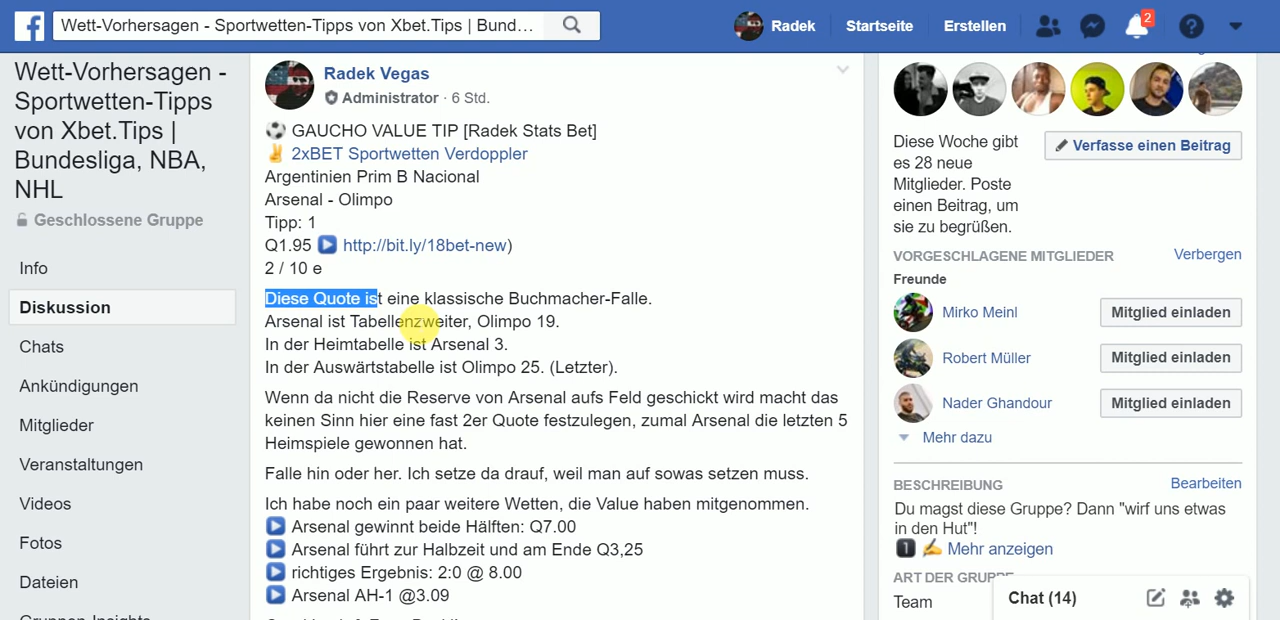 Wett-Vorhersagen - Sportwetten-Tipps von Xbet.Tips | Bund...
Radek
Startseite
Erstellen
2
Wett-Vorhersagen -
Sportwetten-Tipps
von Xbet.Tips |
Bundesliga, NBA,
NHL
Geschlossene Gruppe
Info
Diskussion
Chats
Ankündigungen
Mitglieder
Veranstaltungen
Videos
Fotos
Dateien
Gruppen-Insights
Radek Vegas
Administrator · 6 Std.
⚽ GAUCHO VALUE TIP [Radek Stats Bet]
✌ 2xBET Sportwetten Verdoppler
Argentinien Prim B Nacional
Arsenal - Olimpo
Tipp: 1
Q1.95 ▶ http://bit.ly/18bet-new)
2 / 10 e
Diese Quote ist eine klassische Buchmacher-Falle.
Arsenal ist Tabellenzweiter, Olimpo 19.
In der Heimtabelle ist Arsenal 3.
In der Auswärtstabelle ist Olimpo 25. (Letzter).
Wenn da nicht die Reserve von Arsenal aufs Feld geschickt wird macht das
keinen Sinn hier eine fast 2er Quote festzulegen, zumal Arsenal die letzten 5
Heimspiele gewonnen hat.
Falle hin oder her. Ich setze da drauf, weil man auf sowas setzen muss.
Ich habe noch ein paar weitere Wetten, die Value haben mitgenommen.
▶ Arsenal gewinnt beide Hälften: Q7.00
▶ Arsenal führt zur Halbzeit und am Ende Q3,25
▶ richtiges Ergebnis: 2:0 @ 8.00
▶ Arsenal AH-1 @3.09
Diese Woche gibt
es 28 neue
Mitglieder. Poste
einen Beitrag, um
sie zu begrüßen.
Verfasse einen Beitrag
VORGESCHLAGENE MITGLIEDER
Verbergen
Freunde
Mirko Meinl
Mitglied einladen
Robert Müller
Mitglied einladen
Nader Ghandour
Mitglied einladen
Mehr dazu
BESCHREIBUNG
Bearbeiten
Du magst diese Gruppe? Dann "wirf uns etwas
in den Hut"!
1 ✍ Mehr anzeigen
ART DER GRUPPE
Team
Chat (14)